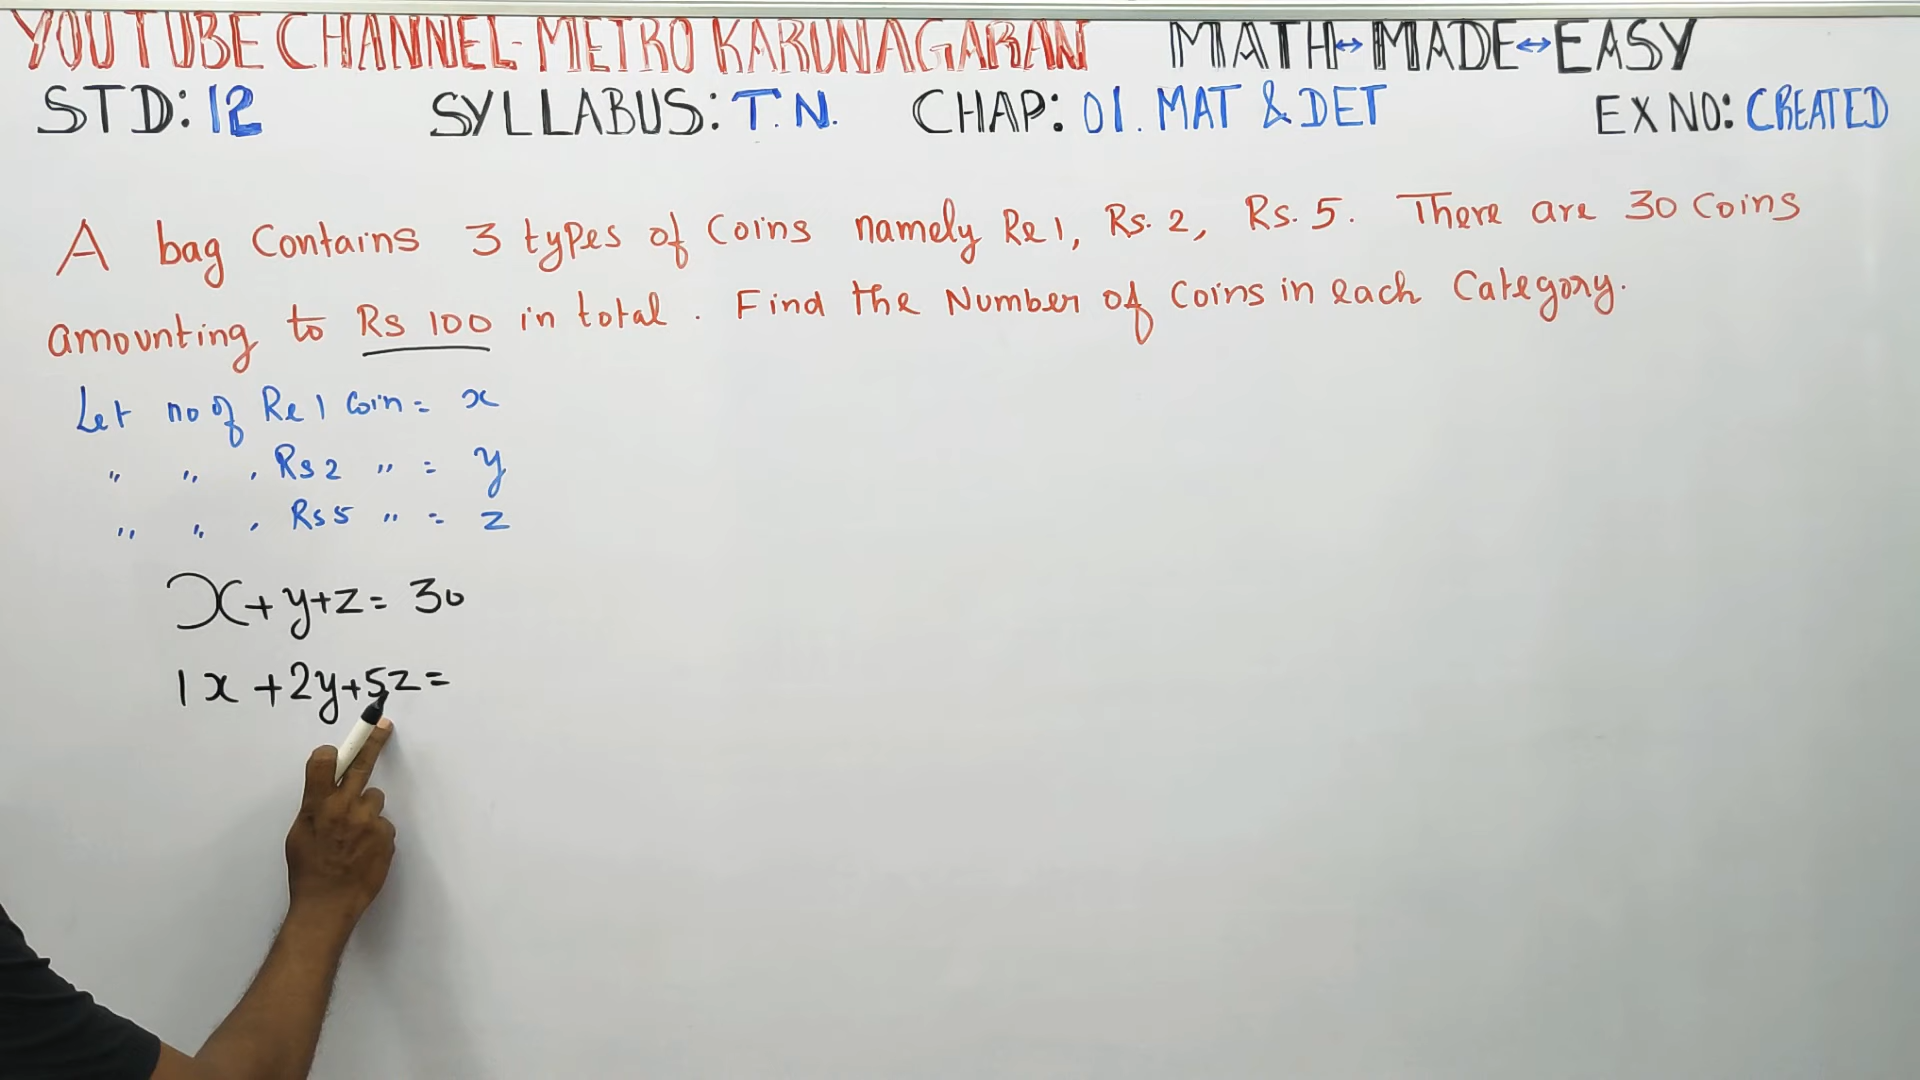 YOUTUBE CHANNEL-METRO KARUNAGARAN MATH↔MADE↔EASY
STD: 12 SYLLABUS: T.N. CHAP: 01. MAT & DET EX NO: CREATED
A bag Contains 3 types of Coins namely Re 1, Rs. 2, Rs. 5. There are 30 Coins
amounting to Rs 100 in total. Find the Number of Coins in each Category.
Let no of Re 1 Coin = x
" " , Rs 2 " = y
" " , Rs 5 " = z
x + y + z = 30
1x + 2y + 5z =